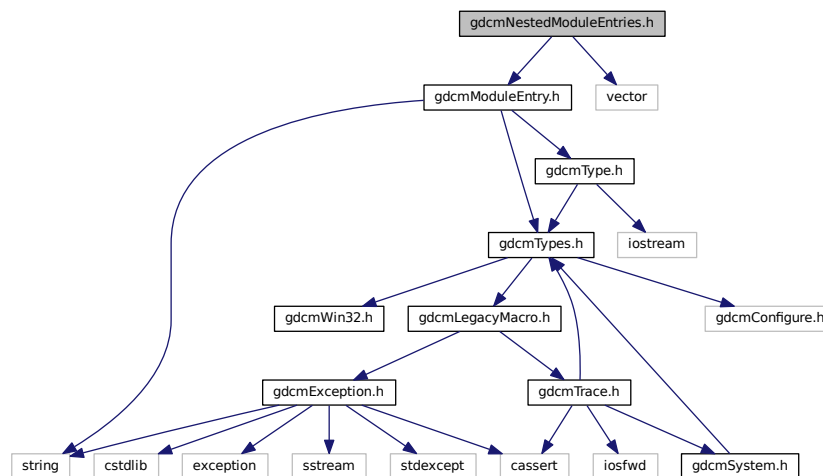 gdcmNestedModuleEntries.h
gdcmModuleEntry.h
vector
gdcmType.h
gdcmTypes.h
iostream
gdcmWin32.h
gdcmLegacyMacro.h
gdcmConfigure.h
gdcmException.h
gdcmTrace.h
string
cstdlib
exception
sstream
stdexcept
cassert
iosfwd
gdcmSystem.h